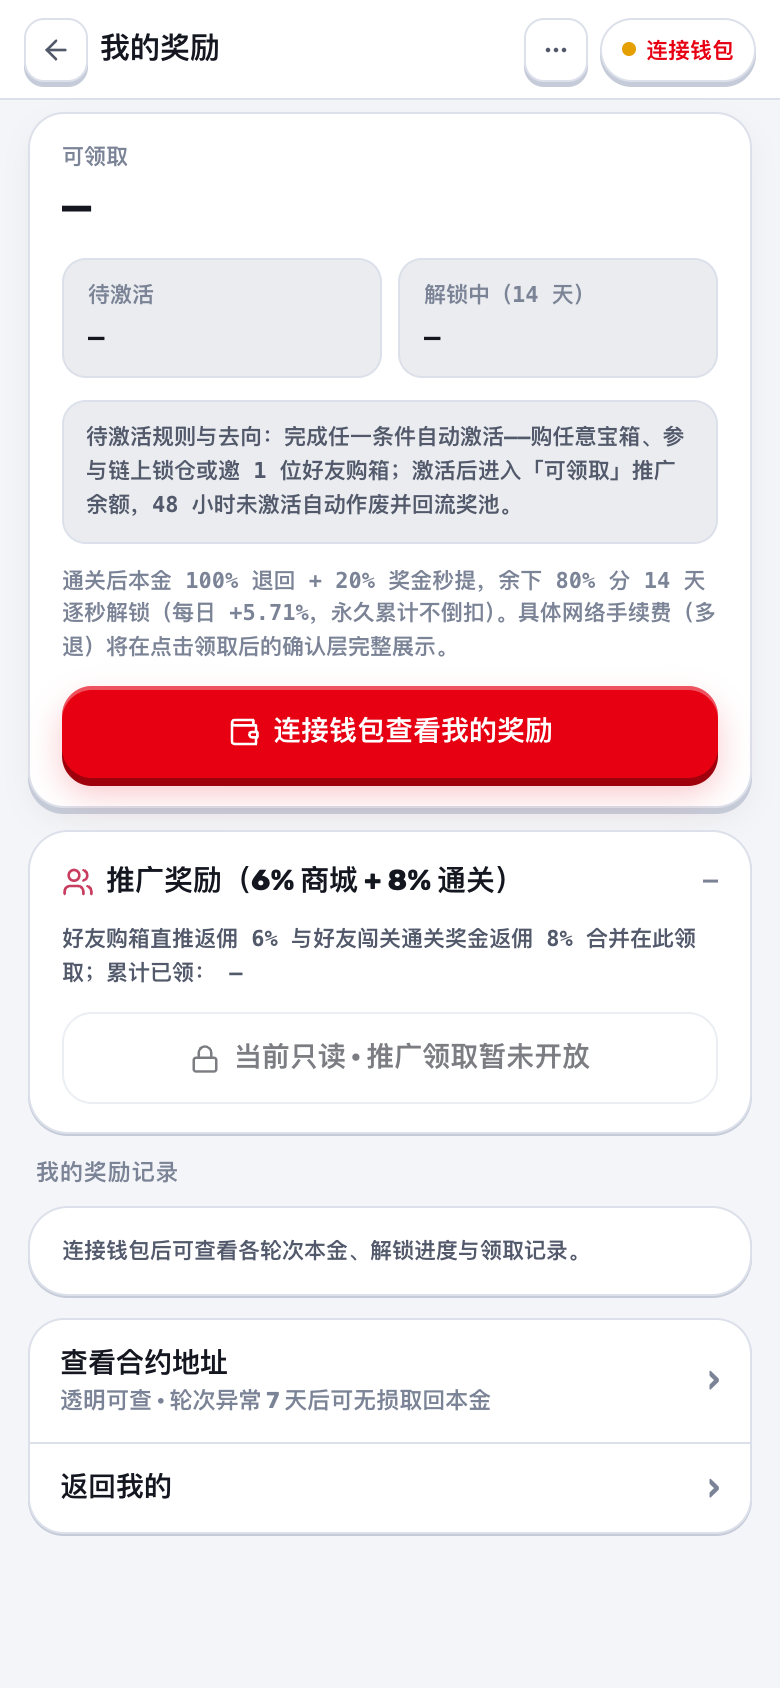 我的奖励
连接钱包
可领取
—
待激活
—
解锁中（14 天）
—
待激活规则与去向：完成任一条件自动激活——购任意宝箱、参
与链上锁仓或邀 1 位好友购箱；激活后进入「可领取」推广
余额，48 小时未激活自动作废并回流奖池。
通关后本金 100% 退回 + 20% 奖金秒提，余下 80% 分 14 天
逐秒解锁（每日 +5.71%，永久累计不倒扣）。具体网络手续费（多
退）将在点击领取后的确认层完整展示。
连接钱包查看我的奖励
推广奖励（6% 商城 + 8% 通关）
—
好友购箱直推返佣 6% 与好友闯关通关奖金返佣 8% 合并在此领
取；累计已领： —
当前只读 • 推广领取暂未开放
我的奖励记录
连接钱包后可查看各轮次本金、解锁进度与领取记录。
查看合约地址
透明可查 • 轮次异常 7 天后可无损取回本金
返回我的